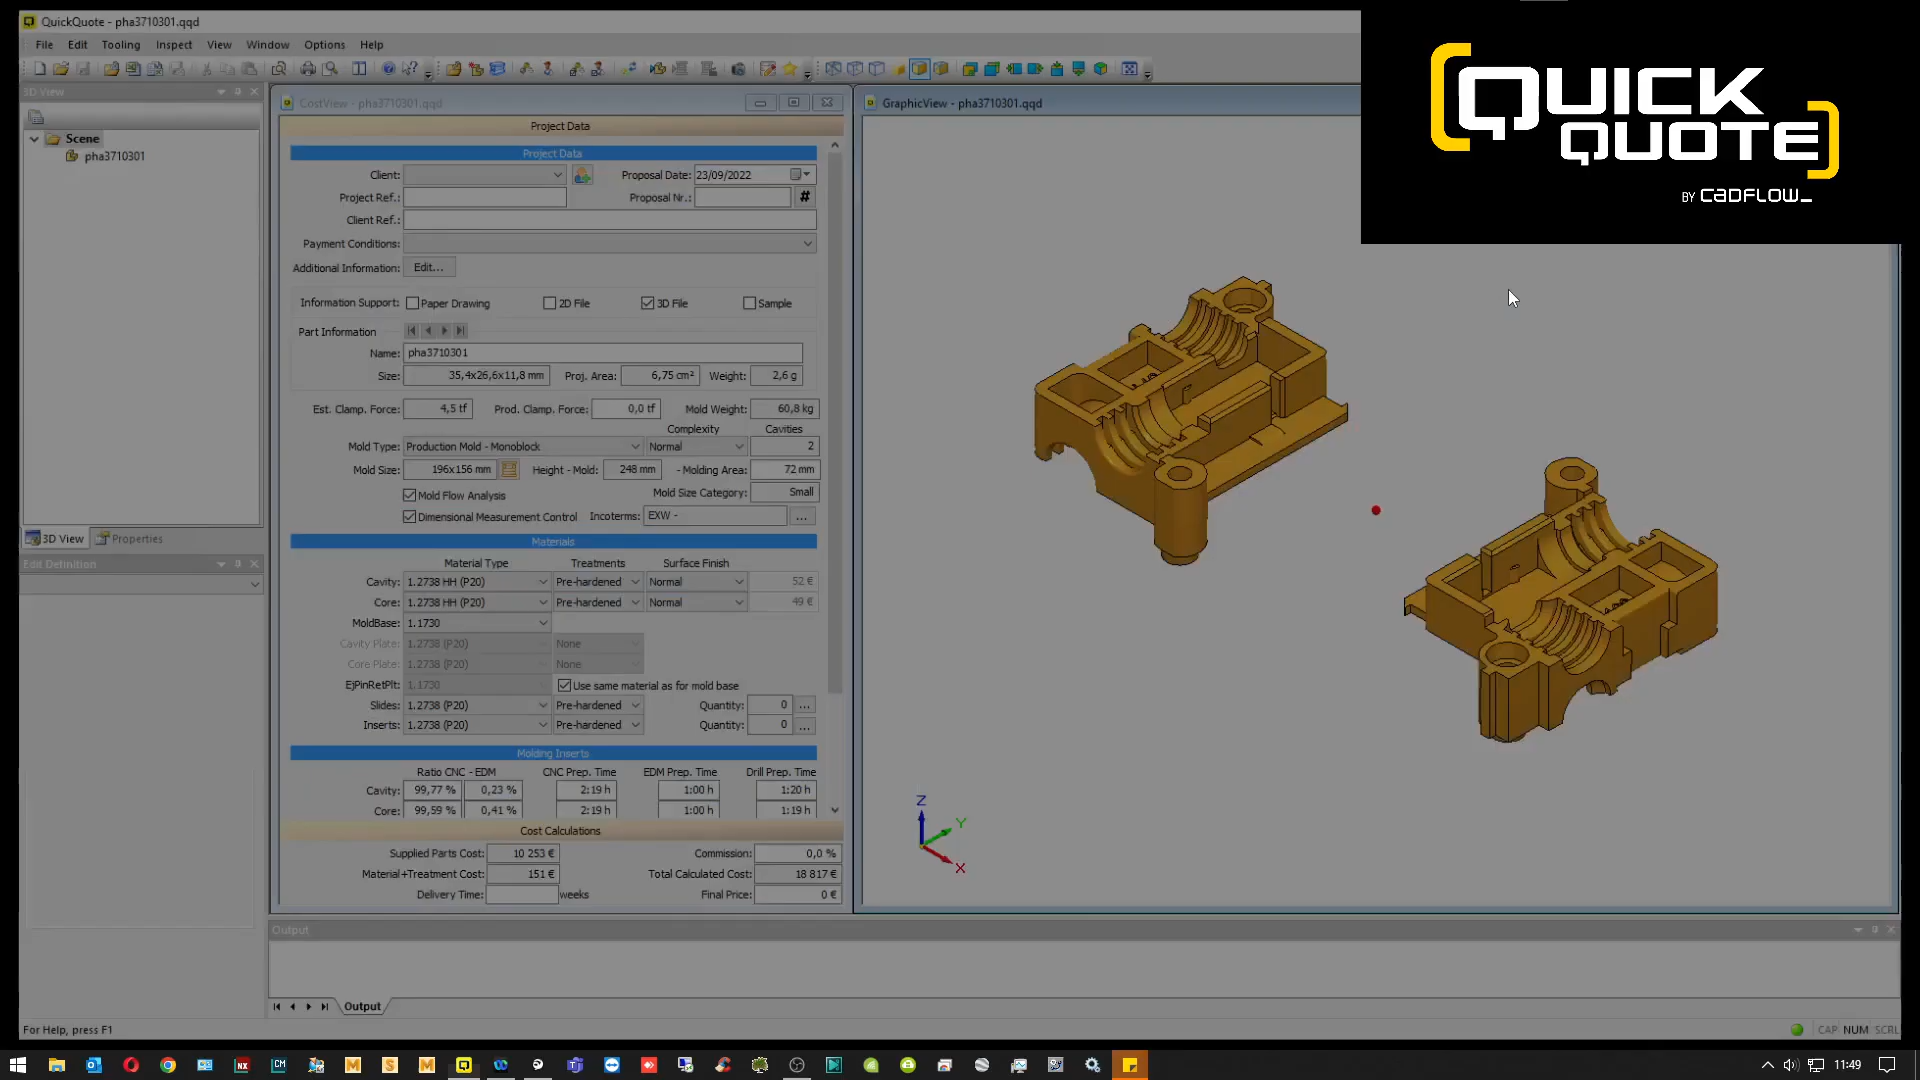 QuickQuote - pha3710301.qqd
File Edit Tooling Inspect View Window Options Help
QUICK
QUOTE
BY CADFLOW_
3D View
Scene
pha3710301
3D View Properties
Edit Definition
CostView - pha3710301.qqd
Project Data
Project Data
Client: Proposal Date: 23/09/2022
Project Ref.: Proposal Nr.: #
Client Ref.:
Payment Conditions:
Additional Information: Edit...
Information Support: Paper Drawing 2D File 3D File Sample
Part Information
Name: pha3710301
Size: 35,4x26,6x11,8 mm Proj. Area: 6,75 cm² Weight: 2,6 g
Est. Clamp. Force: 4,5 tf Prod. Clamp. Force: 0,0 tf Mold Weight: 60,8 kg
Complexity Cavities
Mold Type: Production Mold - Monoblock Normal 2
Mold Size: 196x156 mm Height - Mold: 248 mm - Molding Area: 72 mm
Mold Flow Analysis Mold Size Category: Small
Dimensional Measurement Control Incoterms: EXW - ...
Materials
Material Type Treatments Surface Finish
Cavity: 1.2738 HH (P20) Pre-hardened Normal 52 €
Core: 1.2738 HH (P20) Pre-hardened Normal 49 €
MoldBase: 1.1730
Cavity Plate: 1.2738 (P20) None
Core Plate: 1.2738 (P20) None
EjPinRetPlt: 1.1730 Use same material as for mold base
Slides: 1.2738 (P20) Pre-hardened Quantity: 0 ...
Inserts: 1.2738 (P20) Pre-hardened Quantity: 0 ...
Molding Inserts
Ratio CNC - EDM CNC Prep. Time EDM Prep. Time Drill Prep. Time
Cavity: 99,77 % 0,23 % 2:19 h 1:00 h 1:20 h
Core: 99,59 % 0,41 % 2:19 h 1:00 h 1:19 h
Cost Calculations
Supplied Parts Cost: 10 253 € Commission: 0,0 %
Material+Treatment Cost: 151 € Total Calculated Cost: 18 817 €
Delivery Time: weeks Final Price: 0 €
GraphicView - pha3710301.qqd
Z
Y
X
Output
Output
For Help, press F1
CAP NUM SCRL
11:49